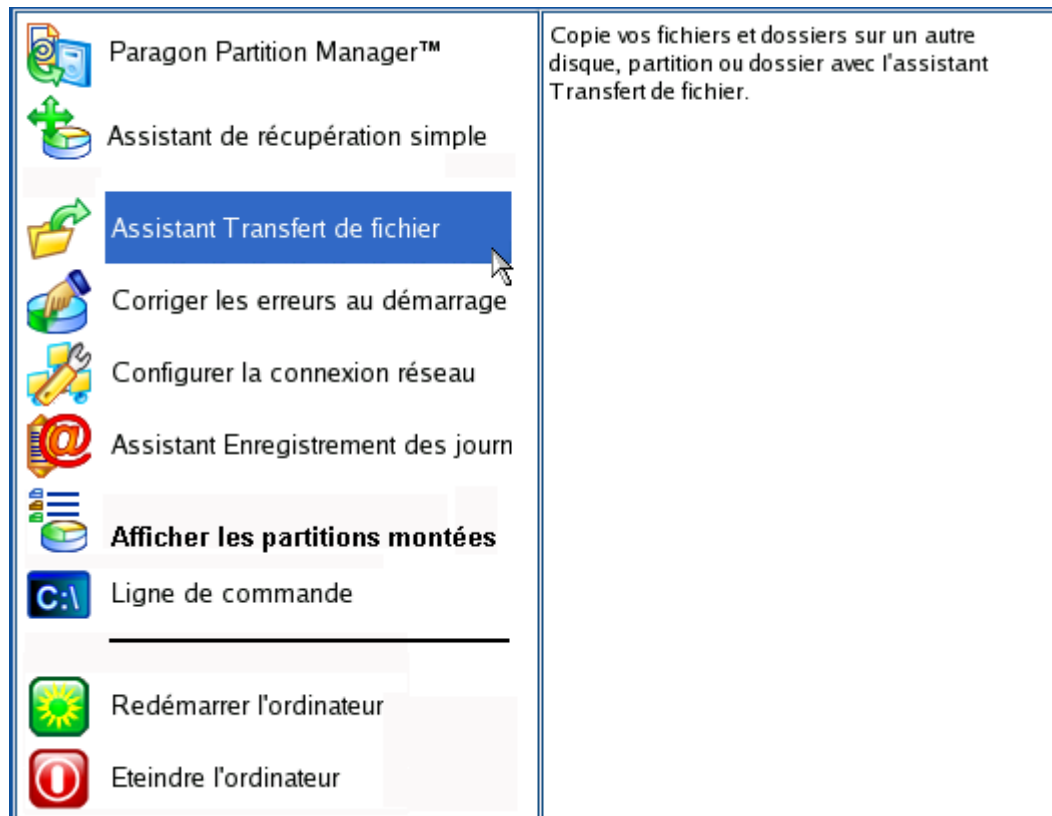 Paragon Partition Manager™
Assistant de récupération simple
Assistant Transfert de fichier
Corriger les erreurs au démarrage
Configurer la connexion réseau
Assistant Enregistrement des journ
Afficher les partitions montées
C:\
Ligne de commande
Redémarrer l'ordinateur
Eteindre l'ordinateur
Copie vos fichiers et dossiers sur un autre
disque, partition ou dossier avec l'assistant
Transfert de fichier.